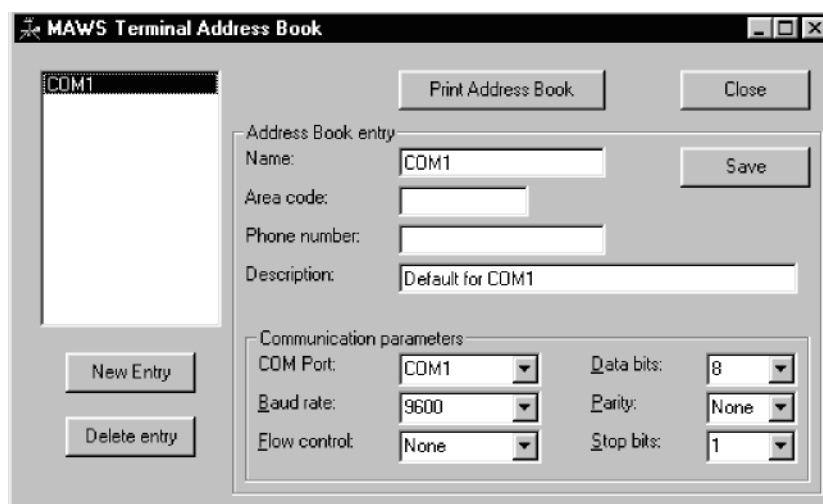 MAWS Terminal Address Book
COM1
Print Address Book
Close
Address Book entry
Name: COM1
Save
Area code:
Phone number:
Description: Default for COM1
New Entry
Delete entry
Communication parameters
COM Port: COM1
Data bits: 8
Baud rate: 9600
Parity: None
Flow control: None
Stop bits: 1